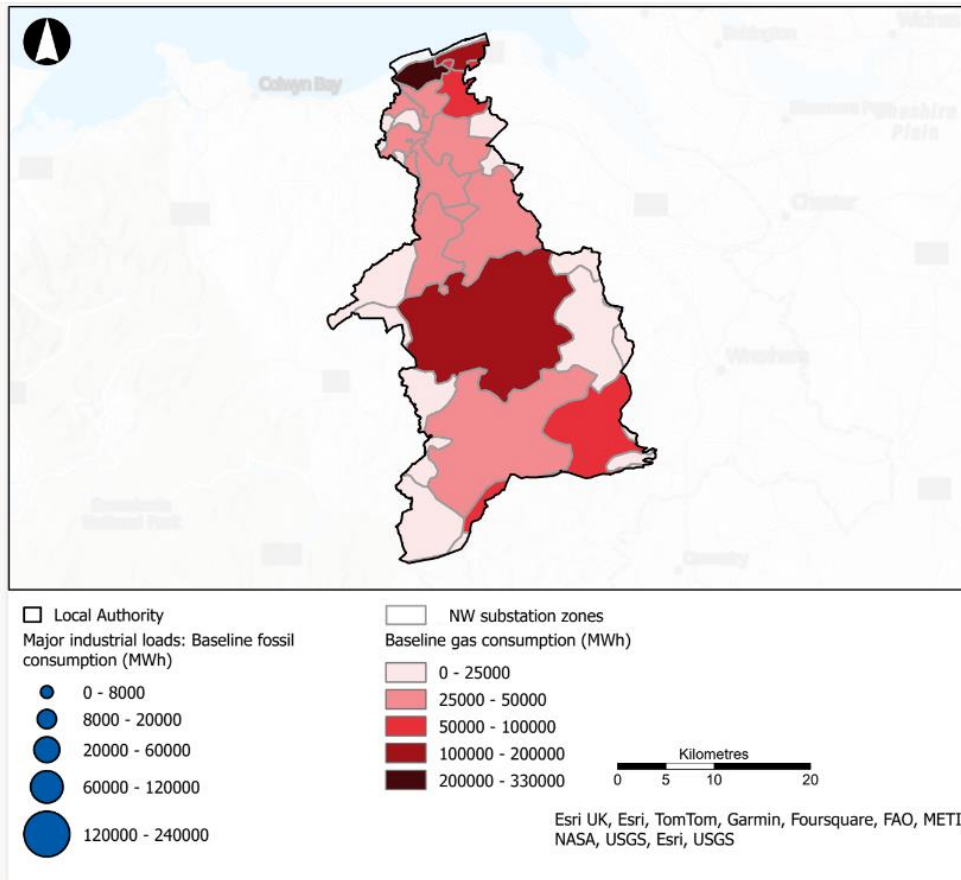 Colwyn Bay
Chester
Wrexham
Oswestry
Snowdonia
National Park
Cheshire
Plain
Local Authority
Major industrial loads: Baseline fossil
consumption (MWh)
0 - 8000
8000 - 20000
20000 - 60000
60000 - 120000
120000 - 240000
NW substation zones
Baseline gas consumption (MWh)
0 - 25000
25000 - 50000
50000 - 100000
100000 - 200000
200000 - 330000
Kilometres
0 5 10 20
Esri UK, Esri, TomTom, Garmin, Foursquare, FAO, METI
NASA, USGS, Esri, USGS